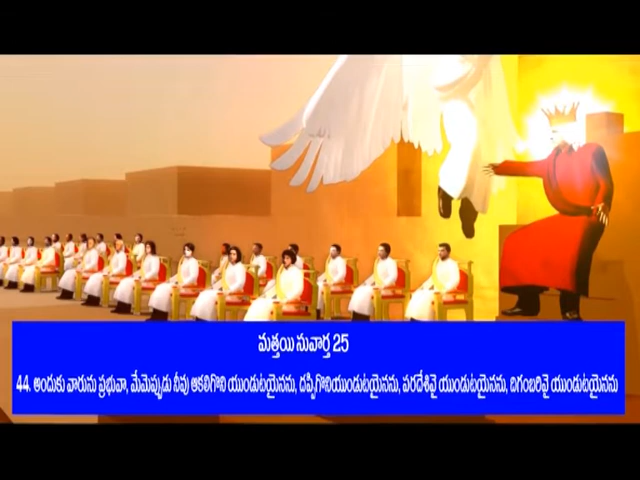 మత్తయి సువార్త 25
44. అందుకు వారును ప్రభువా, మేమెప్పుడు నీవు ఆకలిగొని యుండుటయైనను, దప్పిగొనియుండుటయైనను, పరదేశివై యుండుటయైనను, దిగంబరివై యుండుటయైనను